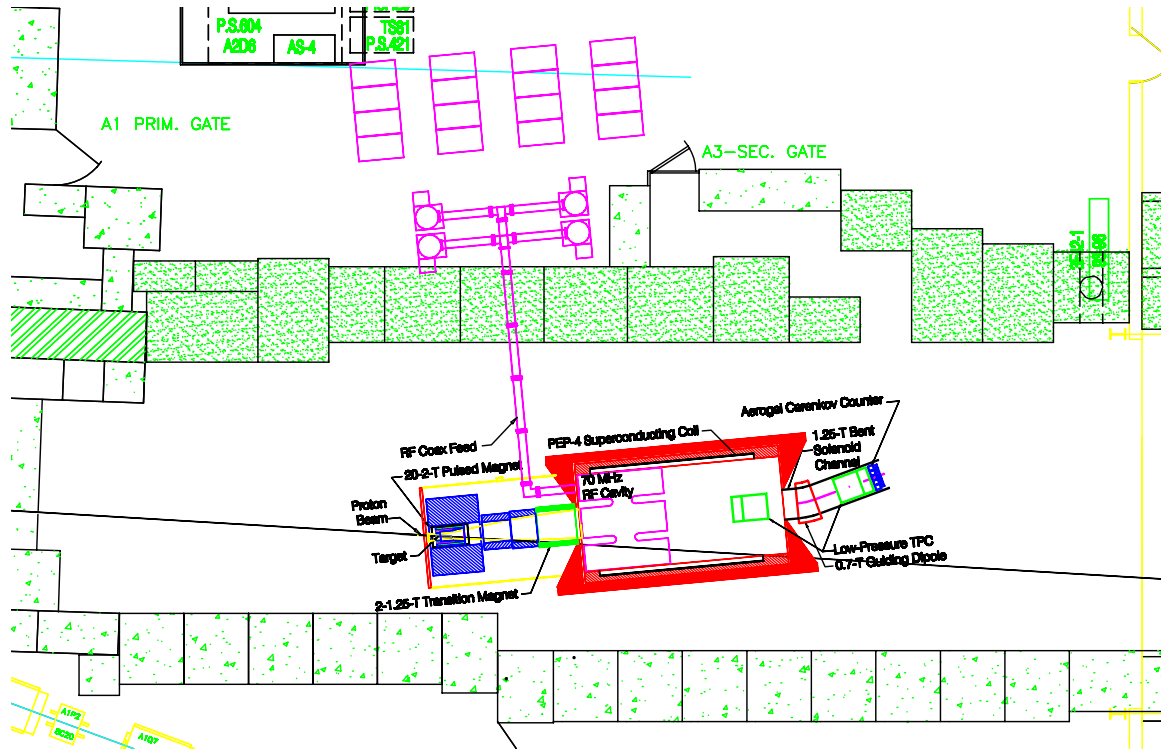 P.S.604
A2D6
AS-4
TS81
P.S.421
A1 PRIM. GATE
A3-SEC. GATE
Aerogel Cerenkov Counter
RF Coax Feed
PEP-4 Superconducting Coil
1.25-T Bent
Solenoid
Channel
20-2-T Pulsed Magnet
70 MHz
RF Cavity
Proton
Beam
Target
Low-Pressure TPC
0.7-T Guiding Dipole
2-1.25-T Transition Magnet
A1P2
A1Q7